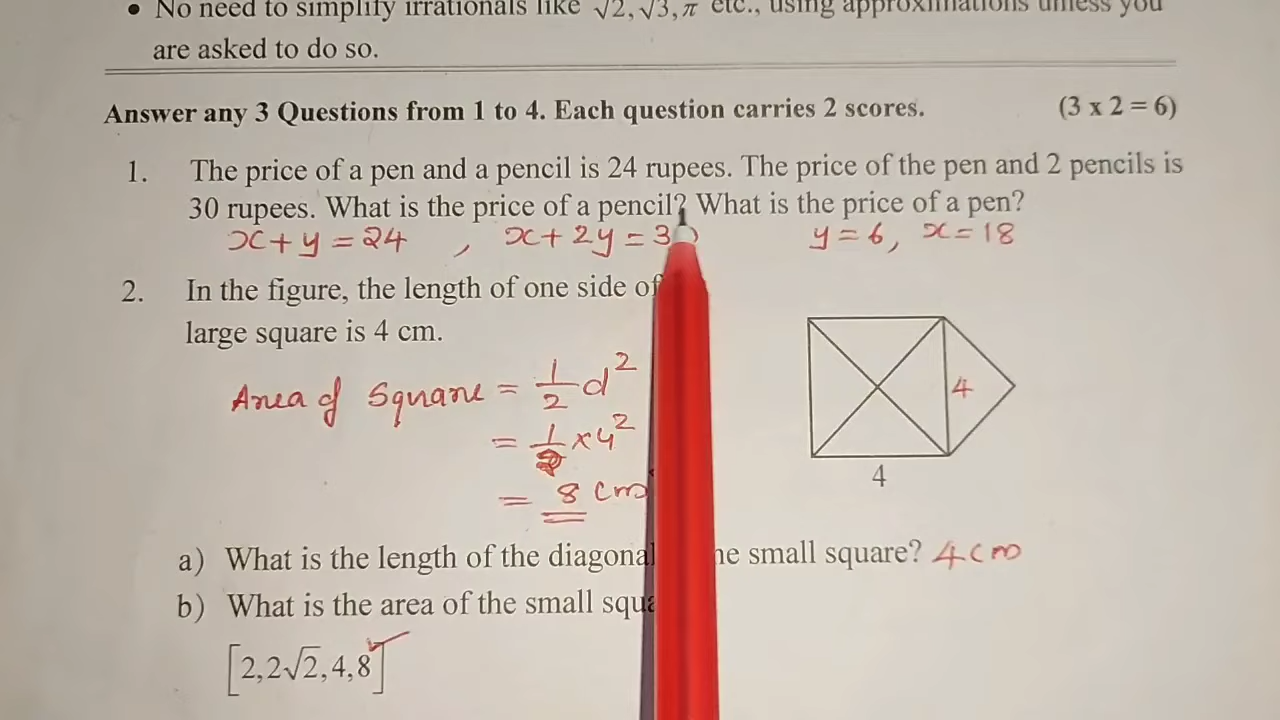 • No need to simplify irrationals like √2, √3, π etc., using approximations unless you
are asked to do so.
Answer any 3 Questions from 1 to 4. Each question carries 2 scores. (3 x 2 = 6)
1. The price of a pen and a pencil is 24 rupees. The price of the pen and 2 pencils is
30 rupees. What is the price of a pencil? What is the price of a pen?
x + y = 24 , x + 2y = 30 y = 6, x = 18
2. In the figure, the length of one side of
large square is 4 cm.
Area of Square = 1/2 d²
= 1/2 × 4²
4
= 8 cm
4
a) What is the length of the diagonal small square? 4 cm
b) What is the area of the small
[2, 2√2, 4, 8]